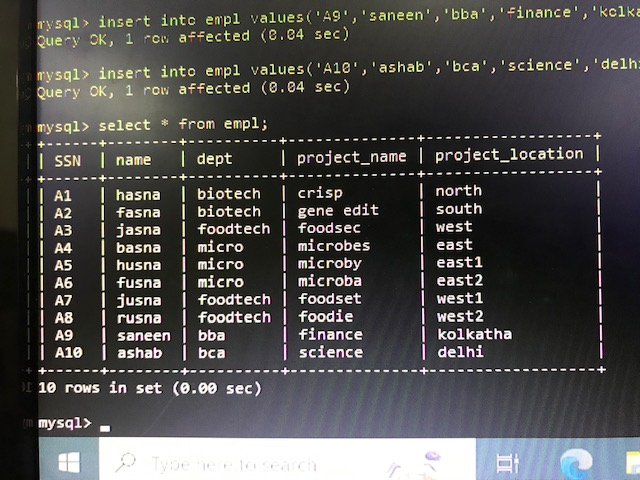 mysql> insert into empl values('A9','saneen','bba','finance','kolka
Query OK, 1 row affected (0.04 sec)
mysql> insert into empl values('A10','ashab','bca','science','delhi
Query OK, 1 row affected (0.04 sec)
mysql> select * from empl;
| SSN | name | dept | project_name | project_location |
| A1 | hasna | biotech | crisp | north |
| A2 | fasna | biotech | gene edit | south |
| A3 | jasna | foodtech | foodsec | west |
| A4 | basna | micro | microbes | east |
| A5 | husna | micro | microby | east1 |
| A6 | fusna | micro | microba | east2 |
| A7 | jusna | foodtech | foodset | west1 |
| A8 | rusna | foodtech | foodie | west2 |
| A9 | saneen | bba | finance | kolkatha |
| A10 | ashab | bca | science | delhi |
10 rows in set (0.00 sec)
mysql>
Type here to search